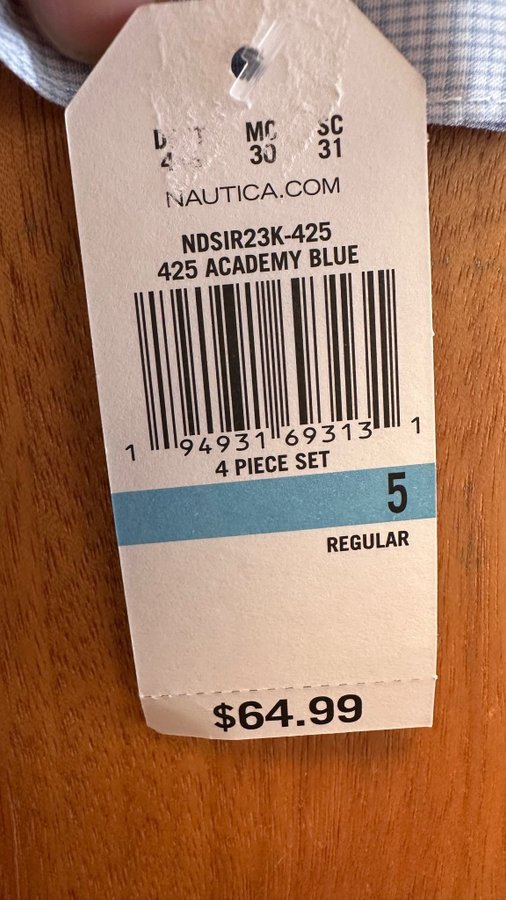 MC SC
30 31
NAUTICA.COM
NDSIR23K-425
425 ACADEMY BLUE
1 94931 69313 1
4 PIECE SET
5
REGULAR
$64.99